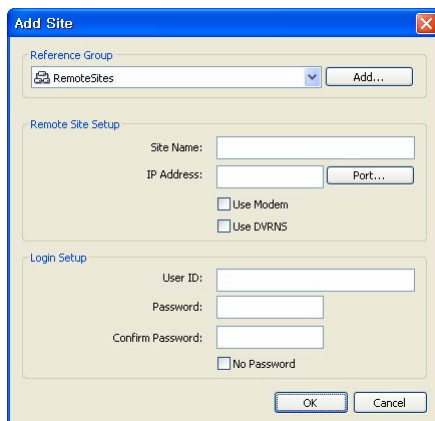 Add Site
Reference Group
RemoteSites
Add...
Remote Site Setup
Site Name:
IP Address:
Port...
Use Modem
Use DVRNS
Login Setup
User ID:
Password:
Confirm Password:
No Password
OK
Cancel